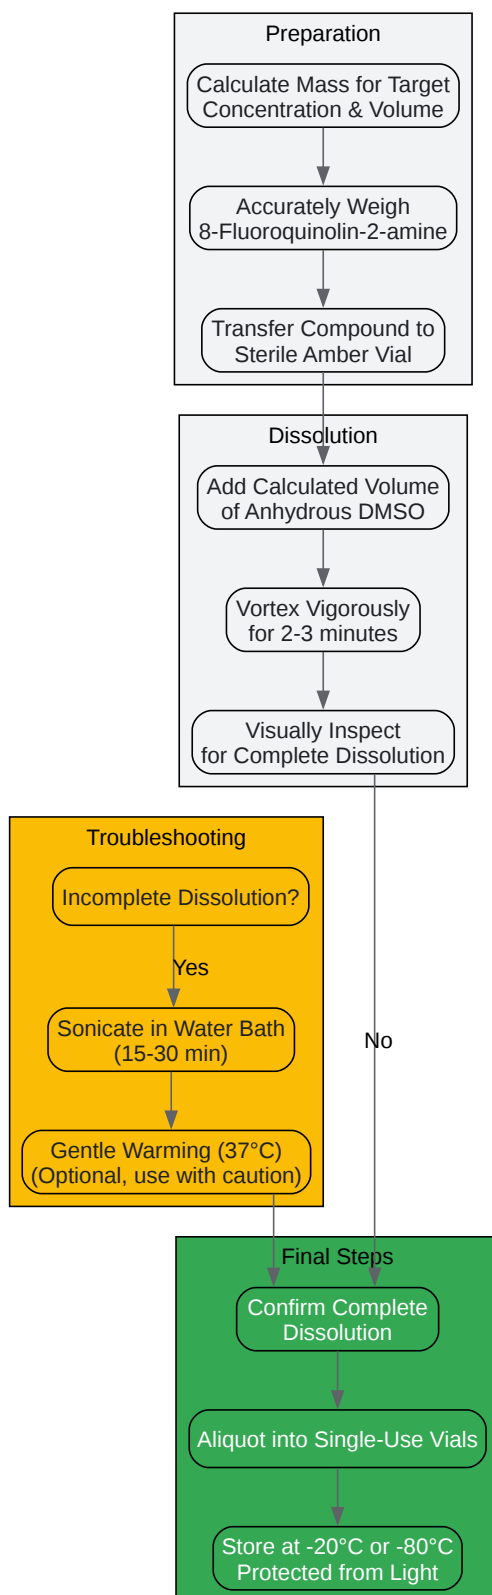 Preparation
Calculate Mass for Target
Concentration & Volume
Accurately Weigh
8-Fluoroquinolin-2-amine
Transfer Compound to
Sterile Amber Vial
Dissolution
Add Calculated Volume
of Anhydrous DMSO
Vortex Vigorously
for 2-3 minutes
Visually Inspect
for Complete Dissolution
Troubleshooting
Incomplete Dissolution?
Yes
Sonicate in Water Bath
(15-30 min)
No
Gentle Warming (37°C)
(Optional, use with caution)
Final Steps
Confirm Complete
Dissolution
Aliquot into Single-Use Vials
Store at -20°C or -80°C
Protected from Light